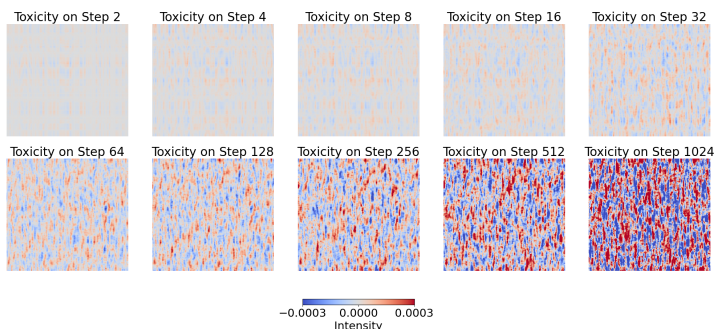 Toxicity on Step 2
Toxicity on Step 4
Toxicity on Step 8
Toxicity on Step 16
Toxicity on Step 32
Toxicity on Step 64
Toxicity on Step 128
Toxicity on Step 256
Toxicity on Step 512
Toxicity on Step 1024
−0.0003 0.0000 0.0003
Intensity